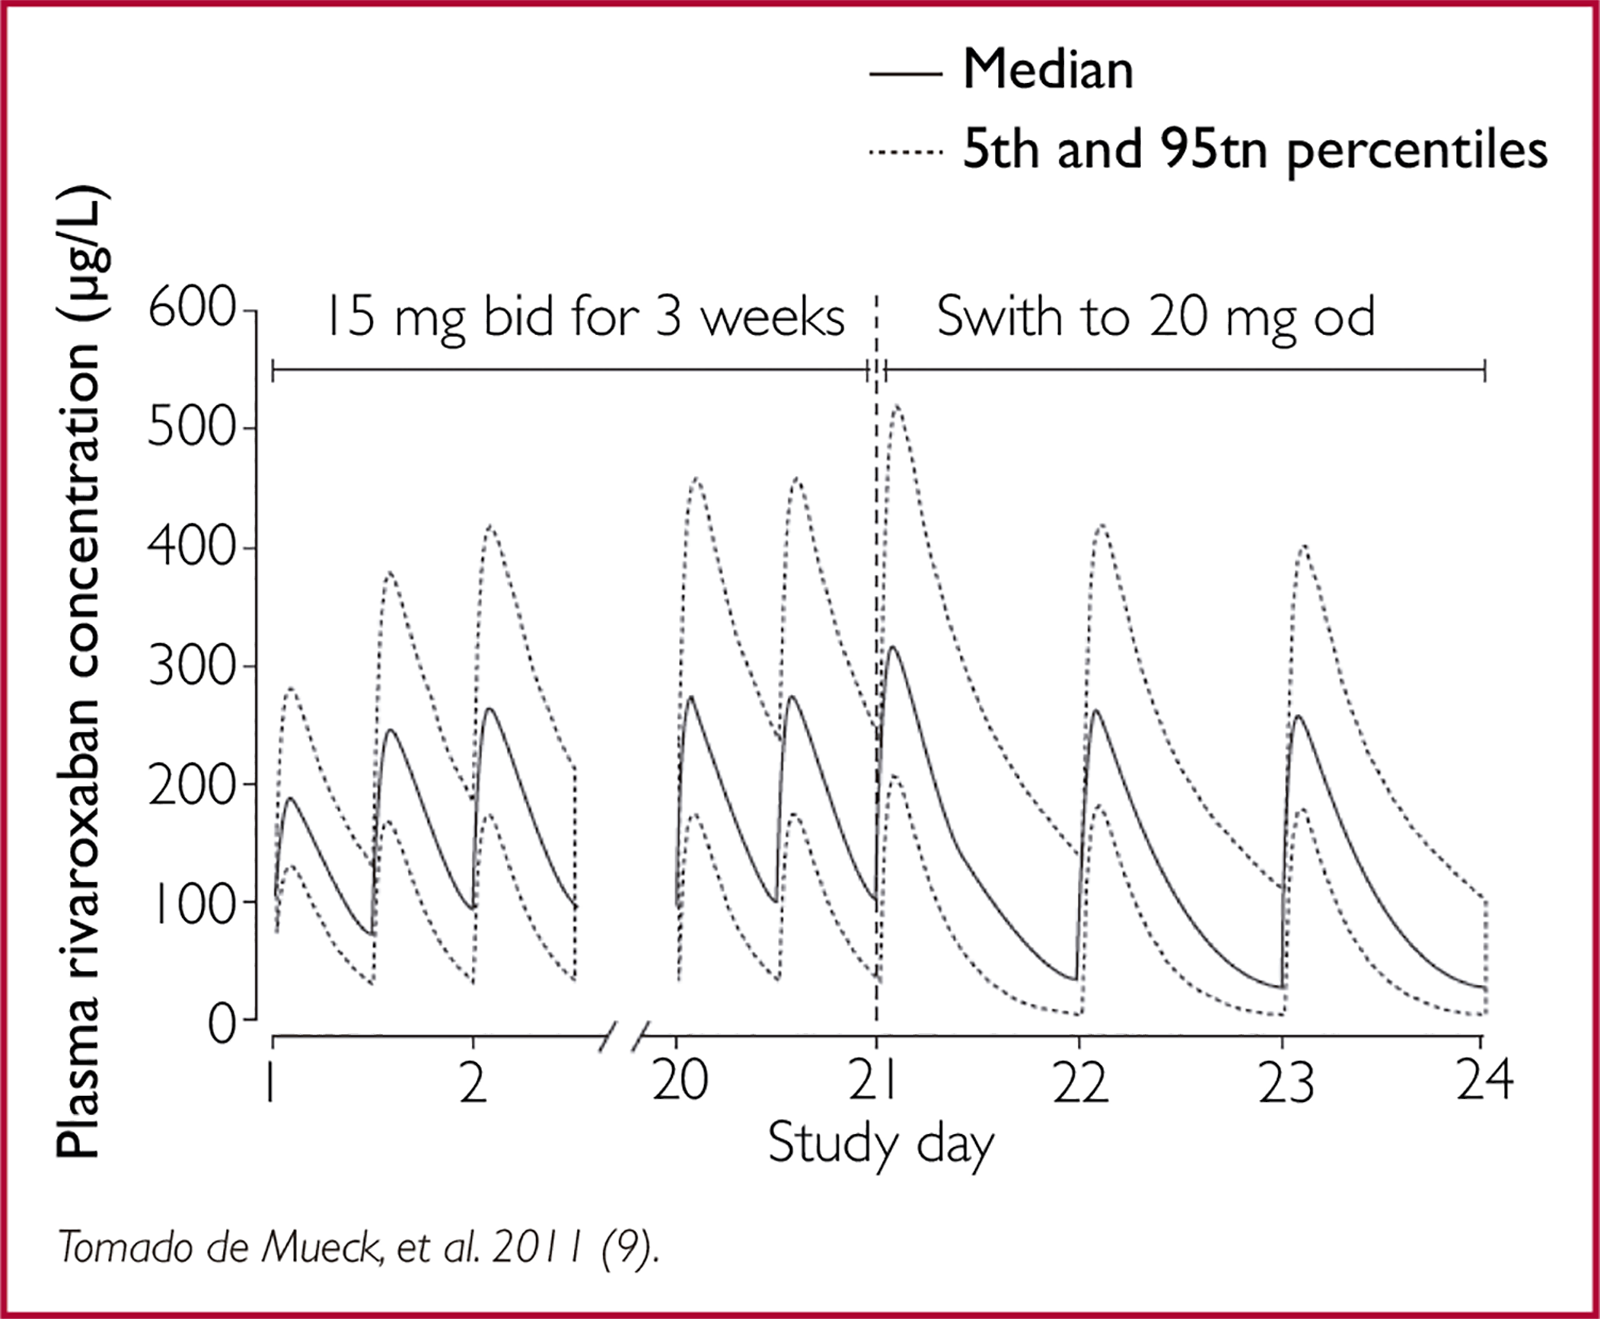 Median
5th and 95tn percentiles
Plasma rivaroxaban concentration (µg/L)
600
500
400
300
200
100
0
15 mg bid for 3 weeks
Swith to 20 mg od
1
2
20
21
22
23
24
Study day
Tomado de Mueck, et al. 2011 (9).